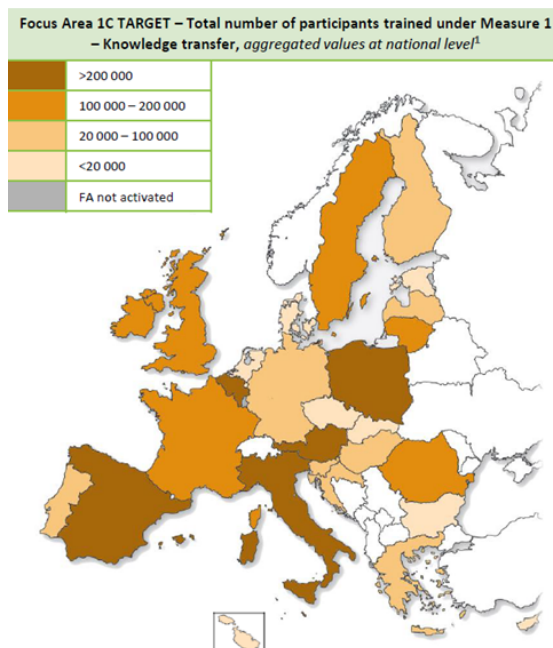 Focus Area 1C TARGET – Total number of participants trained under Measure 1
– Knowledge transfer, aggregated values at national level¹
>200 000
100 000 – 200 000
20 000 – 100 000
<20 000
FA not activated